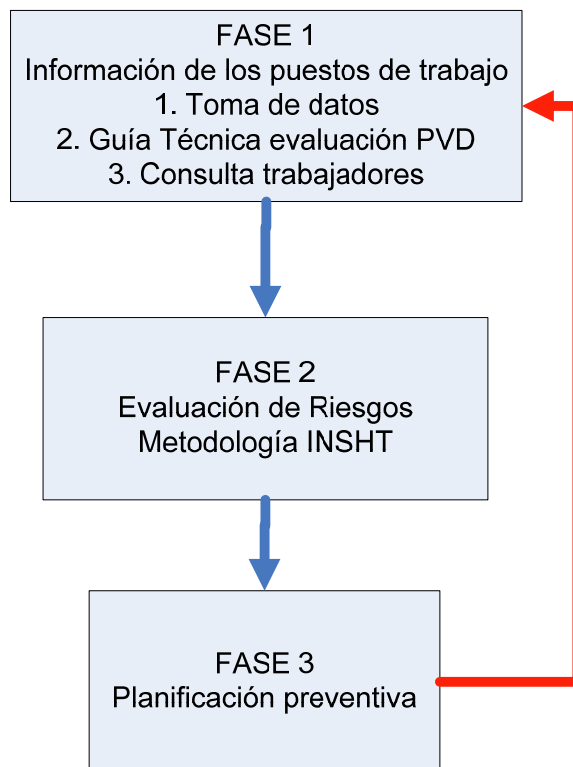 FASE 1
Información de los puestos de trabajo
1. Toma de datos
2. Guía Técnica evaluación PVD
3. Consulta trabajadores
FASE 2
Evaluación de Riesgos
Metodología INSHT
FASE 3
Planificación preventiva